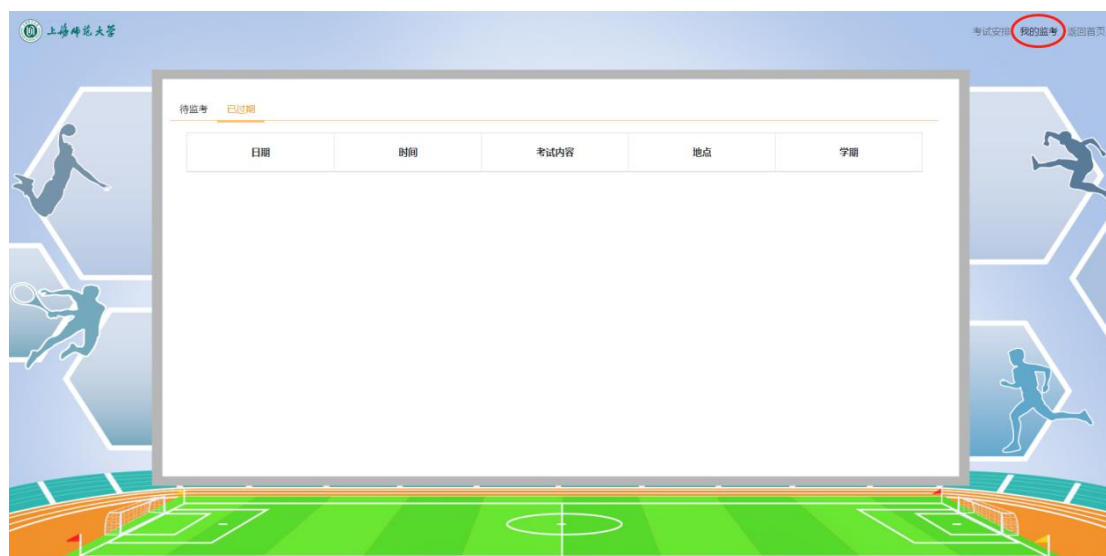 上海师范大学
考试安排 我的监考 返回首页
待监考 已过期
日期 时间 考试内容 地点 学期